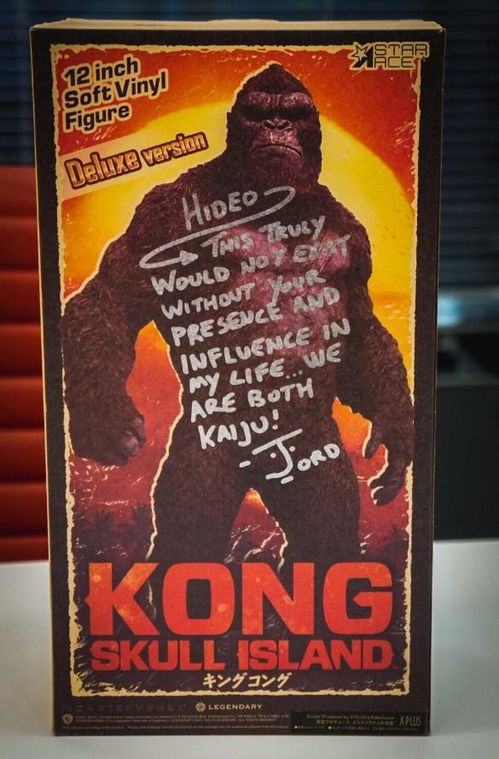 12 inch
Soft Vinyl
Figure
STAR
ACE
Deluxe version
HIDEO
THIS TRULY
WOULD NOT EXIST
WITHOUT YOUR
PRESENCE AND
INFLUENCE IN
MY LIFE... WE
ARE BOTH
KAIJU!
- JORD
KONG
SKULL ISLAND
キングコング
MONSTERVERSE
LEGENDARY
X PLUS